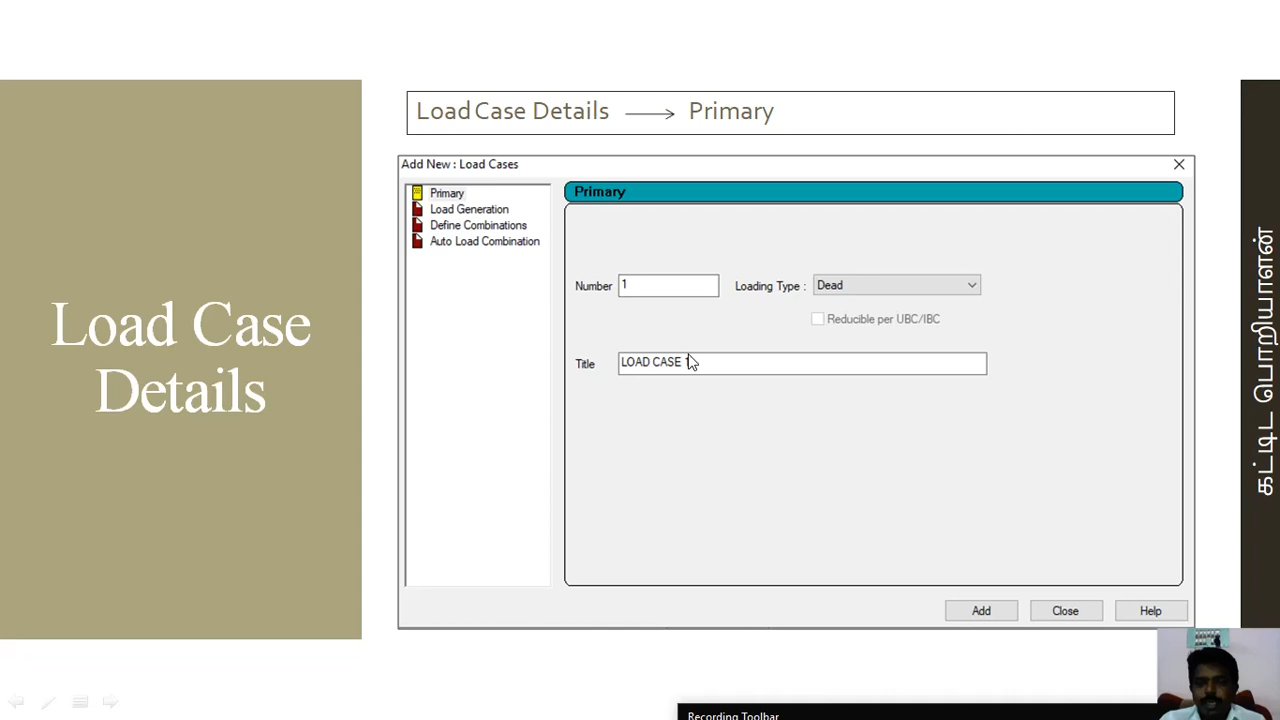 Load Case Details → Primary
Load Case
Details
Add New : Load Cases
Primary
Load Generation
Define Combinations
Auto Load Combination
Primary
Number 1 Loading Type : Dead
Reducible per UBC/IBC
Title LOAD CASE
Add Close Help
கட்டிட பொறியாளன்
Recording Toolbar